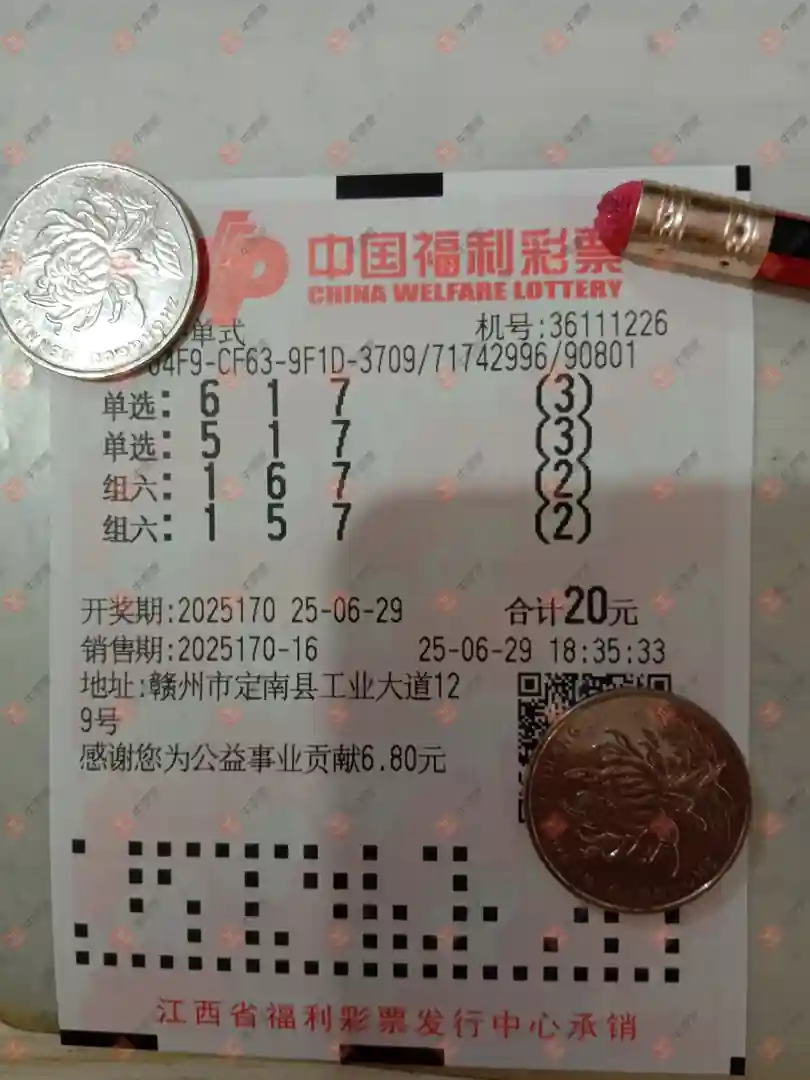 中国福利彩票
CHINA WELFARE LOTTERY
单式 机号:36111226
04F9-CF63-9F1D-3709/71742996/90801
单选: 6 1 7 (3)
单选: 5 1 7 (3)
组六: 1 6 7 (2)
组六: 1 5 7 (2)
开奖期:2025170 25-06-29 合计20元
销售期:2025170-16 25-06-29 18:35:33
地址:赣州市定南县工业大道12
9号
感谢您为公益事业贡献6.80元
江西省福利彩票发行中心承销